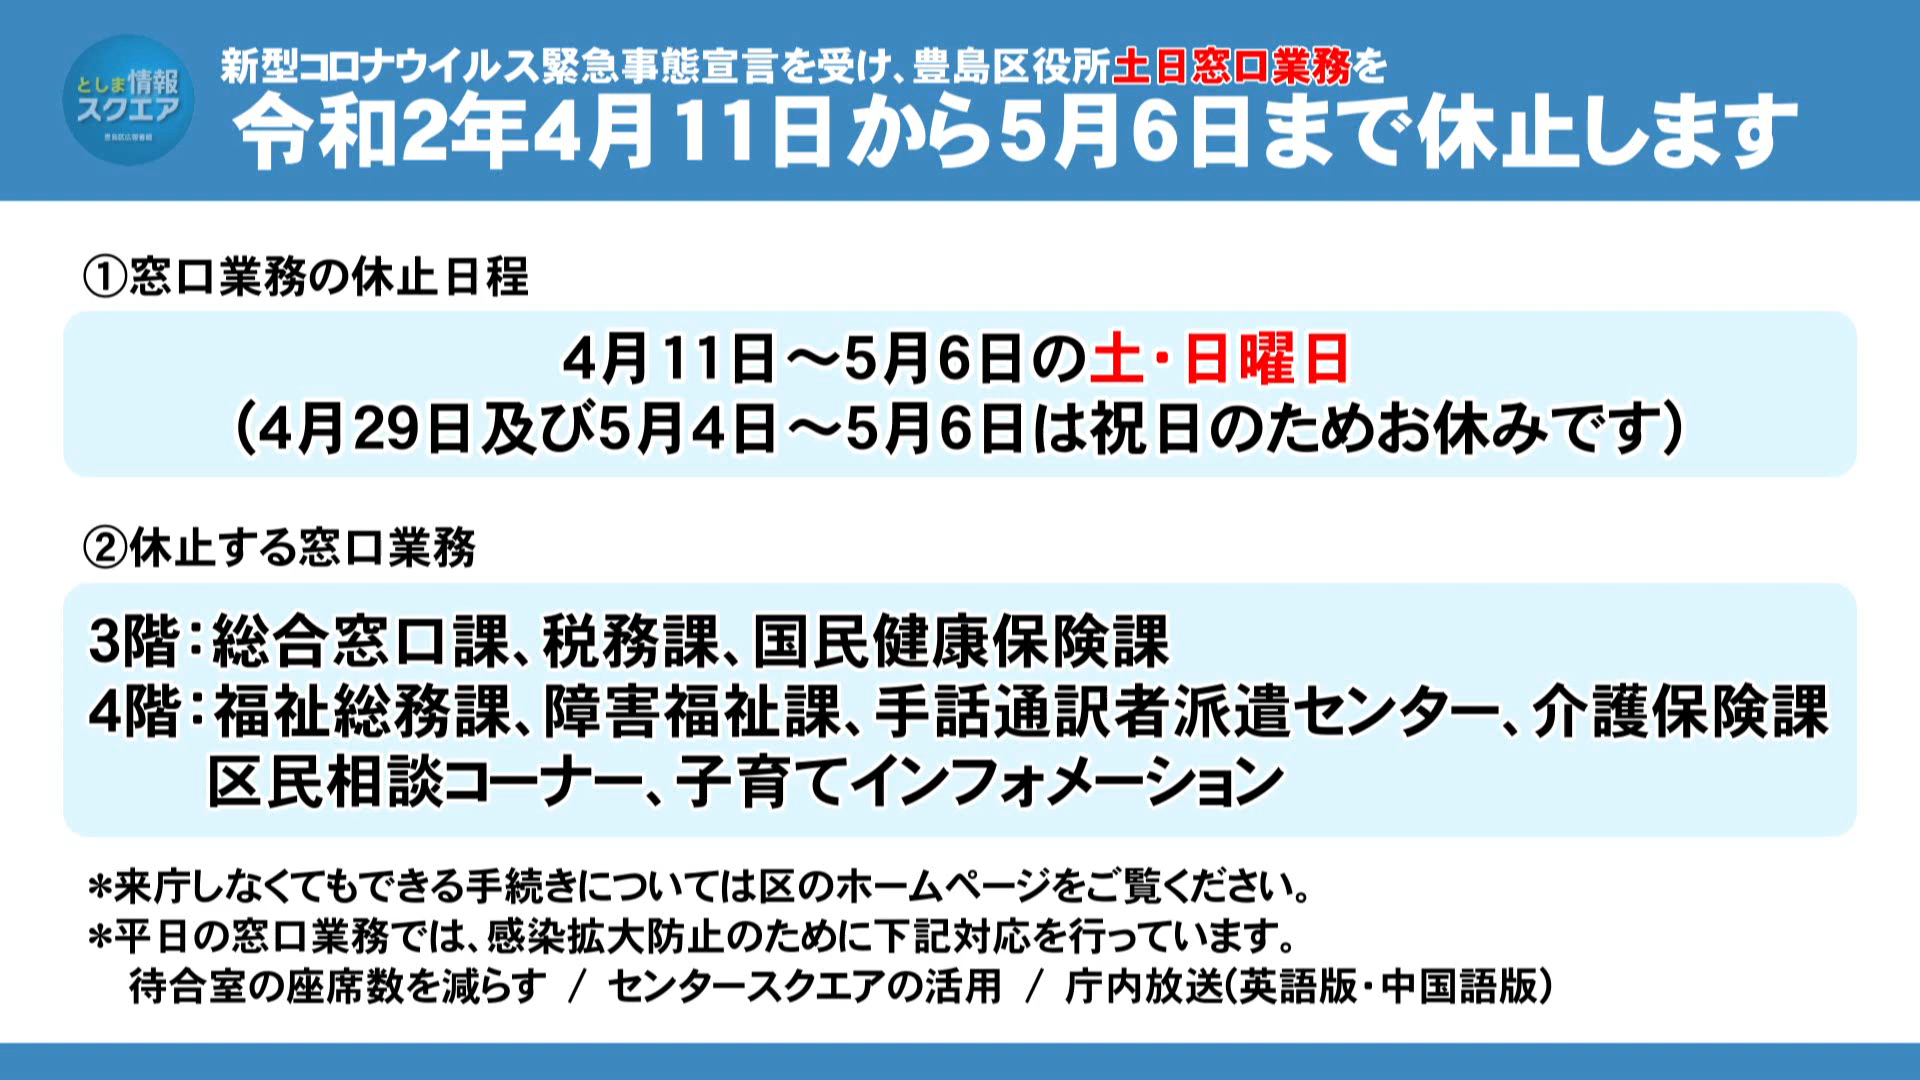 としま情報
スクエア
豊島区広報番組
新型コロナウイルス緊急事態宣言を受け、豊島区役所土日窓口業務を
令和2年4月11日から5月6日まで休止します
①窓口業務の休止日程
4月11日～5月6日の土・日曜日
（4月29日及び5月4日～5月6日は祝日のためお休みです）
②休止する窓口業務
3階：総合窓口課、税務課、国民健康保険課
4階：福祉総務課、障害福祉課、手話通訳者派遣センター、介護保険課
区民相談コーナー、子育てインフォメーション
＊来庁しなくてもできる手続きについては区のホームページをご覧ください。
＊平日の窓口業務では、感染拡大防止のために下記対応を行っています。
待合室の座席数を減らす / センタースクエアの活用 / 庁内放送(英語版・中国語版)